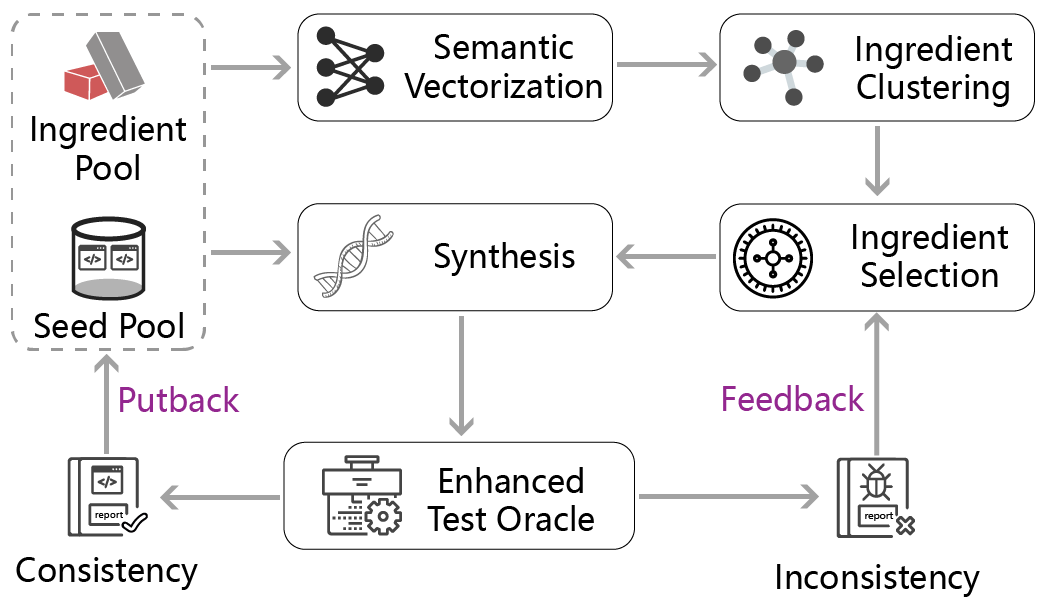 Ingredient
Pool
Semantic
Vectorization
Ingredient
Clustering
</>
</>
Seed Pool
Synthesis
Ingredient
Selection
Putback
Feedback
</>
report
Consistency
Enhanced
Test Oracle
report
Inconsistency